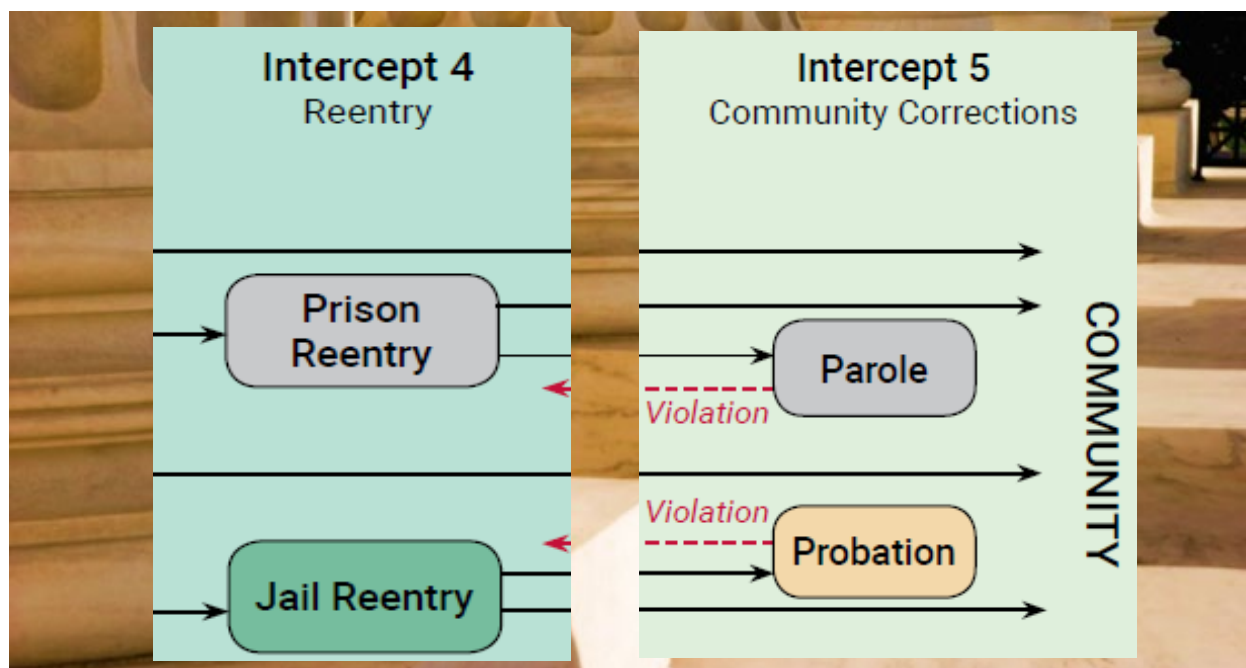 Intercept 4
Reentry
Prison
Reentry
Jail Reentry
Intercept 5
Community Corrections
Parole
Violation
Violation
Probation
COMMUNITY